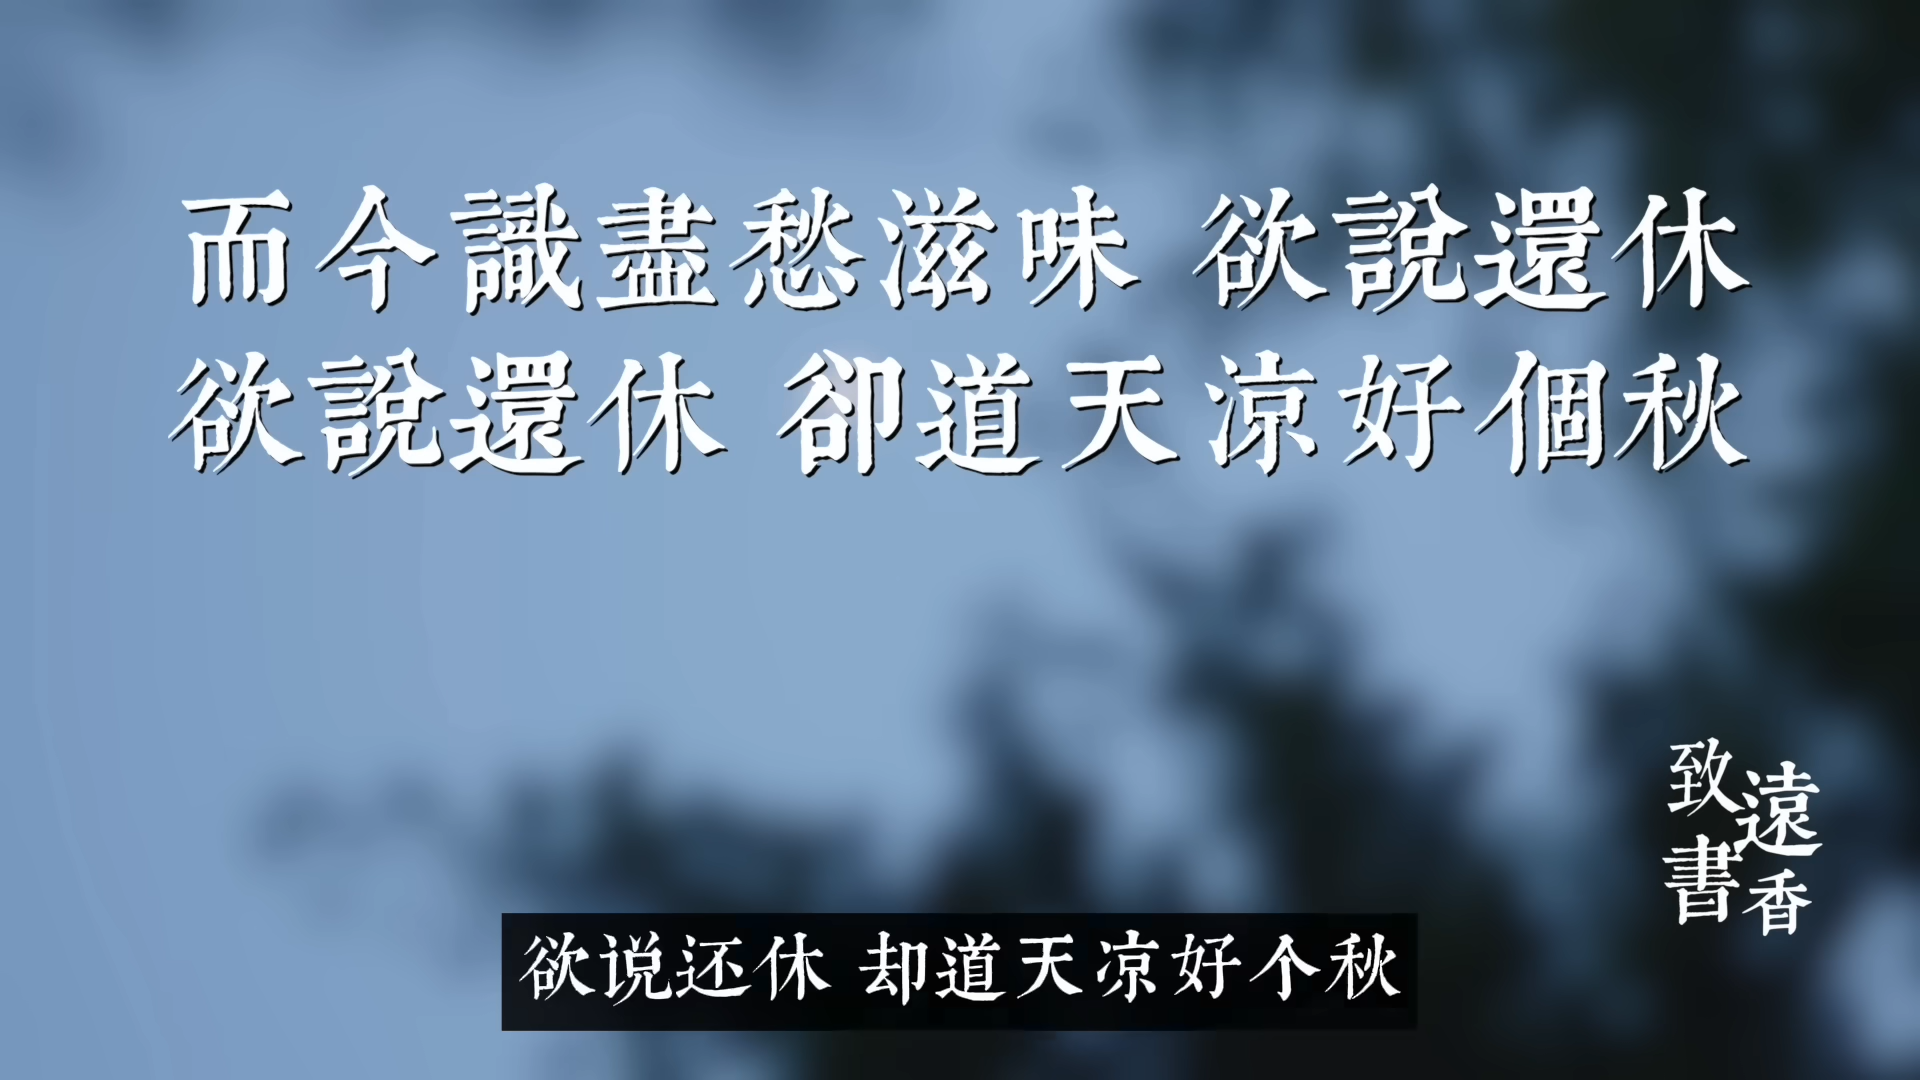 而今識盡愁滋味 欲說還休
欲說還休 卻道天凉好個秋
致遠
書香
欲说还休 却道天凉好个秋